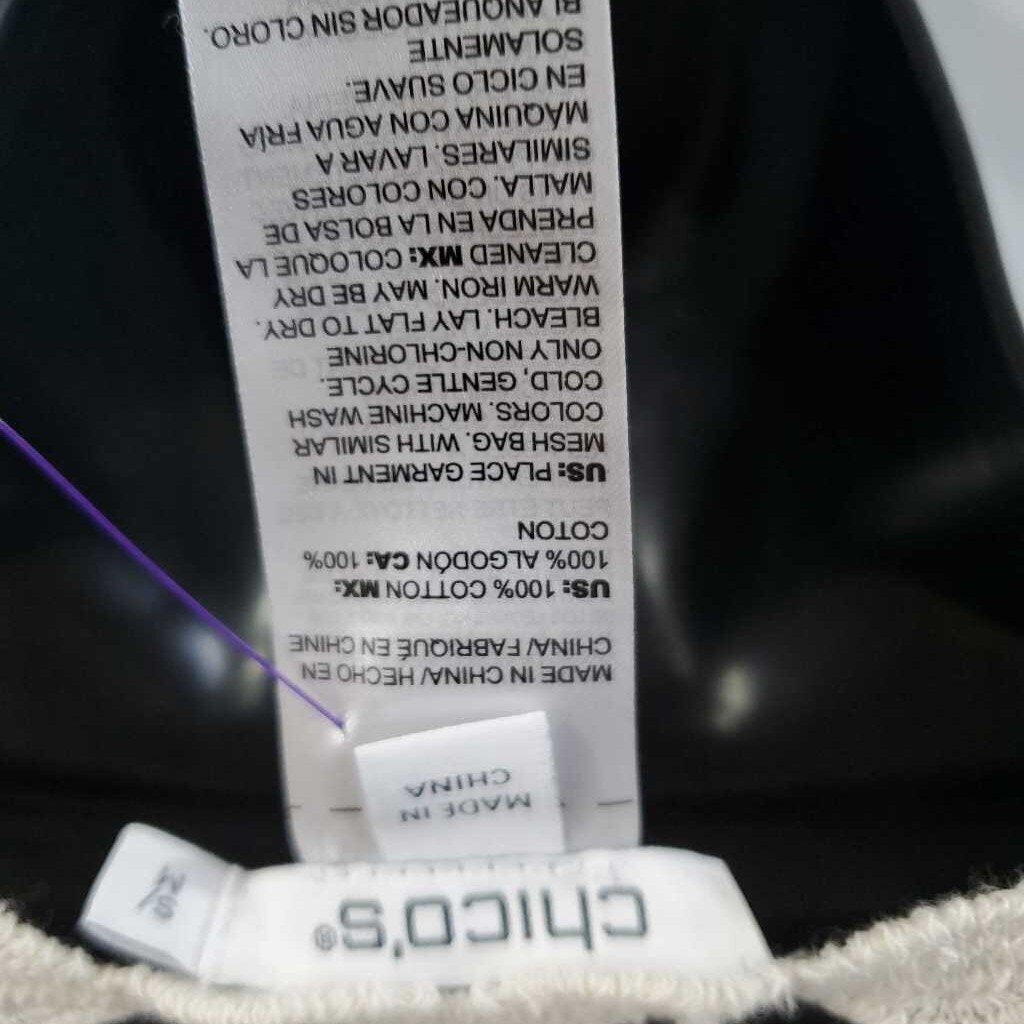 chico's®
S/M
MADE IN
CHINA
MADE IN CHINA/ HECHO EN
CHINA/ FABRIQUÉ EN CHINE
US: 100% COTTON MX:
100% ALGODÓN CA: 100%
COTON
US: PLACE GARMENT IN
MESH BAG. WITH SIMILAR
COLORS. MACHINE WASH
COLD, GENTLE CYCLE.
ONLY NON-CHLORINE
BLEACH. LAY FLAT TO DRY.
WARM IRON. MAY BE DRY
CLEANED MX: COLOQUE LA
PRENDA EN LA BOLSA DE
MALLA. CON COLORES
SIMILARES. LAVAR A
MÁQUINA CON AGUA FRÍA
EN CICLO SUAVE.
SOLAMENTE
BLANQUEADOR SIN CLORO.